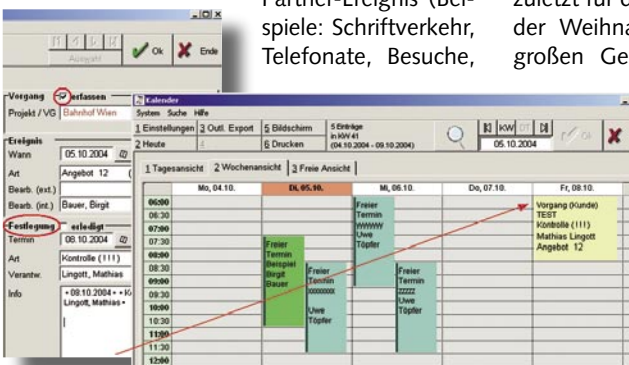 Partner-Ereignis (Bei-
spiele: Schriftverkehr,
Telefonate, Besuche,
zuletzt für d
der Weihna
großen Ge
Auswahl
Ok
Ende
Vorgang erfassen
Projekt / VG Bahnhof Wien
Ereignis
Wann 05.10.2004
Art Angebot 12 (
Bearb. (ext.)
Bearb. (int.) Bauer, Birgit
Festlegung erledigt
Termin 08.10.2004
Art Kontrolle (!!!)
Verantw. Lingott, Mathias
Info
Lingott, Mathias •
Kalender
System Suche Hilfe
1 Einstellungen 3 Outl. Export 5 Bildschirm
2 Heute 4 6 Drucken
5 Einträge
in KW 41
(04.10.2004 - 09.10.2004)
KW DT
05.10.2004
Ok
1 Tagesansicht 2 Wochenansicht 3 Freie Ansicht
Mo, 04.10. Di, 05.10. Mi, 06.10. Do, 07.10. Fr, 08.10.
06:00
06:30
07:00
07:30
08:00
08:30
09:00
09:30
10:00
10:30
11:00
11:30
12:00
Freier
Termin
Beispiel
Birgit
Bauer
Freier
Termin
Uwe
Töpfer
Freier
Termin
Uwe
Töpfer
Freier
Termin
zzzzz
Uwe
Töpfer
Vorgang (Kunde)
TEST
Kontrolle (!!!)
Mathias Lingott
Angebot 12